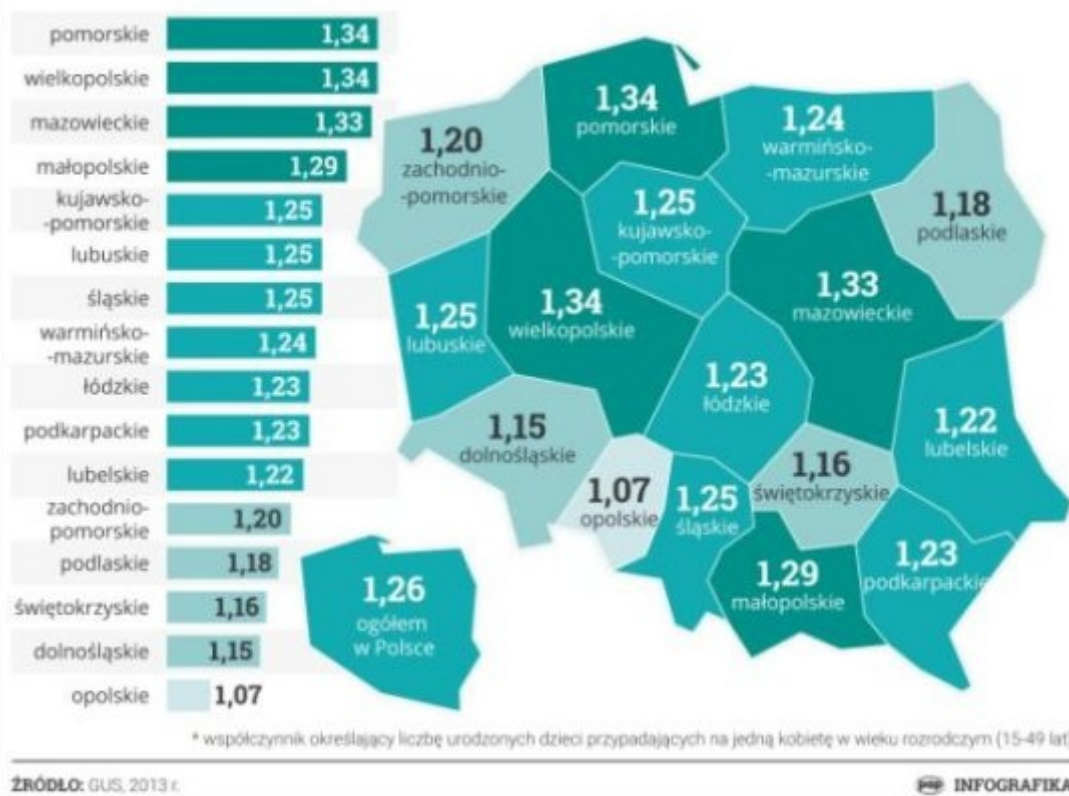 pomorskie 1,34
wielkopolskie 1,34
mazowieckie 1,33
małopolskie 1,29
kujawsko-
-pomorskie 1,25
lubuskie 1,25
śląskie 1,25
warmińsko-
-mazurskie 1,24
łódzkie 1,23
podkarpackie 1,23
lubelskie 1,22
zachodnio-
pomorskie 1,20
podlaskie 1,18
świętokrzyskie 1,16
dolnośląskie 1,15
opolskie 1,07
1,26
ogółem
w Polsce
1,34
pomorskie
1,20
zachodnio-
-pomorskie
1,24
warmińsko-
-mazurskie
1,18
podlaskie
1,25
kujawsko-
-pomorskie
1,33
mazowieckie
1,34
wielkopolskie
1,25
lubuskie
1,23
łódzkie
1,22
lubelskie
1,15
dolnośląskie
1,16
świętokrzyskie
1,07
opolskie
1,25
śląskie
1,23
podkarpackie
1,29
małopolskie
* współczynnik określający liczbę urodzonych dzieci przypadających na jedną kobietę w wieku rozrodczym (15-49 lat)
ŹRÓDŁO: GUS, 2013 r.
pap INFOGRAFIKA